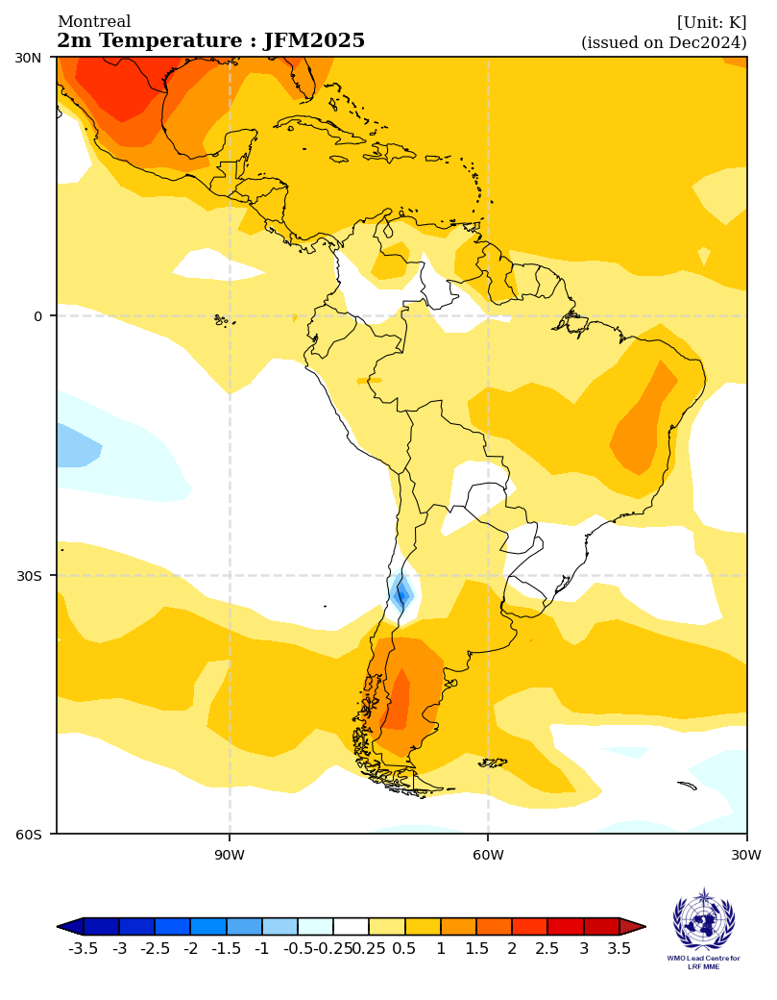 Montreal
[Unit: K]
2m Temperature : JFM2025
(issued on Dec2024)
30N
0
30S
60S
90W
60W
30W
-3.5 -3 -2.5 -2 -1.5 -1 -0.5 -0.25 0.25 0.5 1 1.5 2 2.5 3 3.5
WMO Lead Centre for
LRF MME